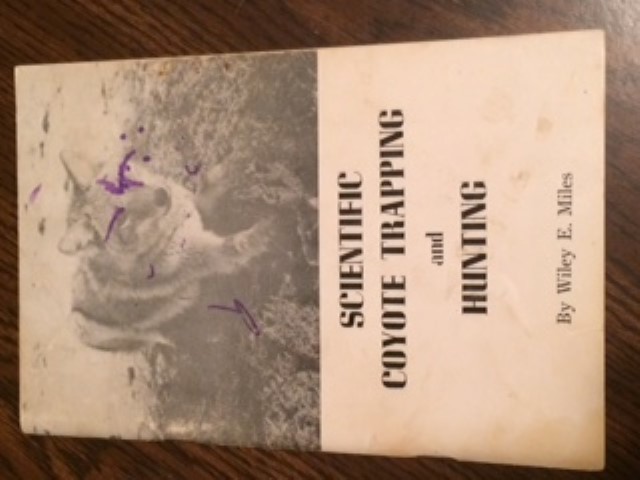 SCIENTIFIC
COYOTE TRAPPING
and
HUNTING
By Wiley E. Miles